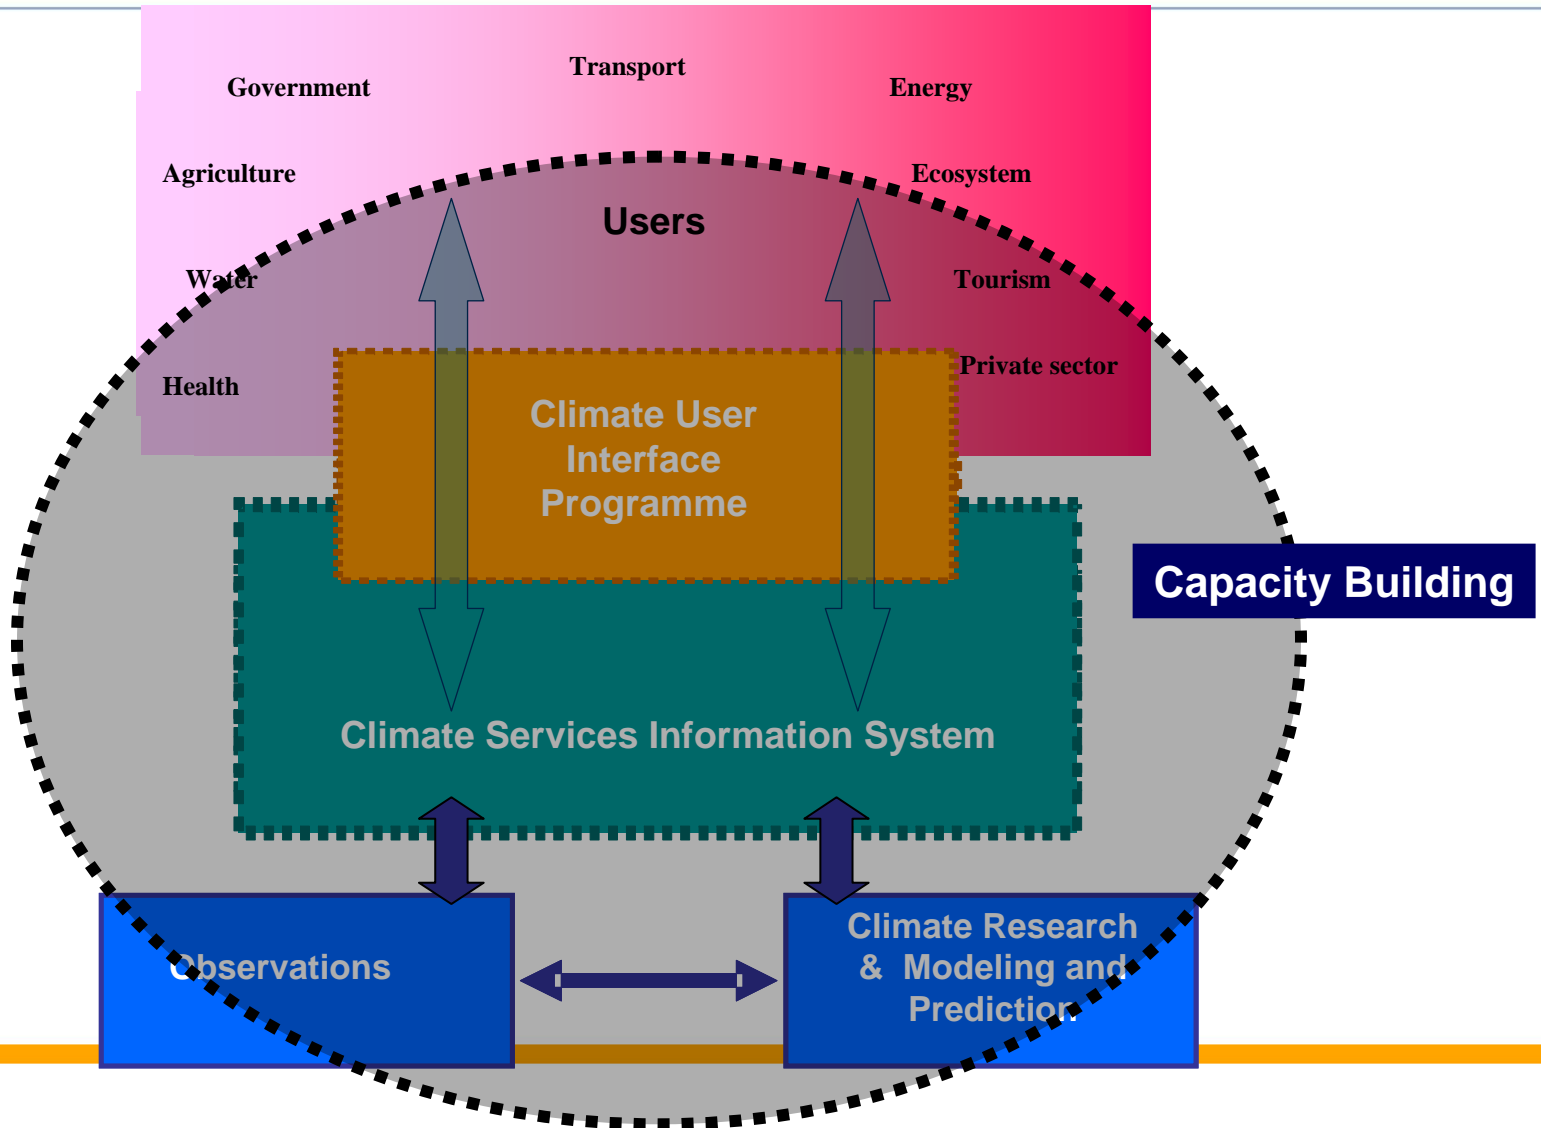 Transport
Government
Energy
Agriculture
Ecosystem
Users
Water
Tourism
Private sector
Health
Climate User
Interface
Programme
Capacity Building
Climate Services Information System
Observations
Climate Research
& Modeling and
Prediction